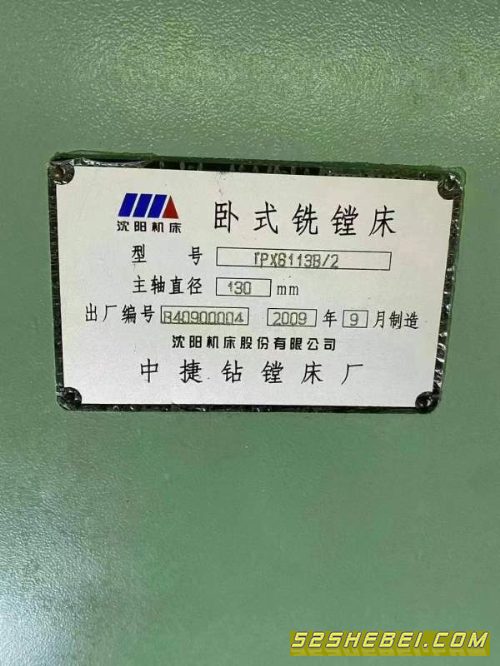 沈阳机床 卧式铣镗床
型 号 TPX6113B/2
主轴直径 130 mm
出厂编号 B40900004 2009 年 9 月制造
沈阳机床股份有限公司
中捷钻镗床厂
52SHEBEI.COM